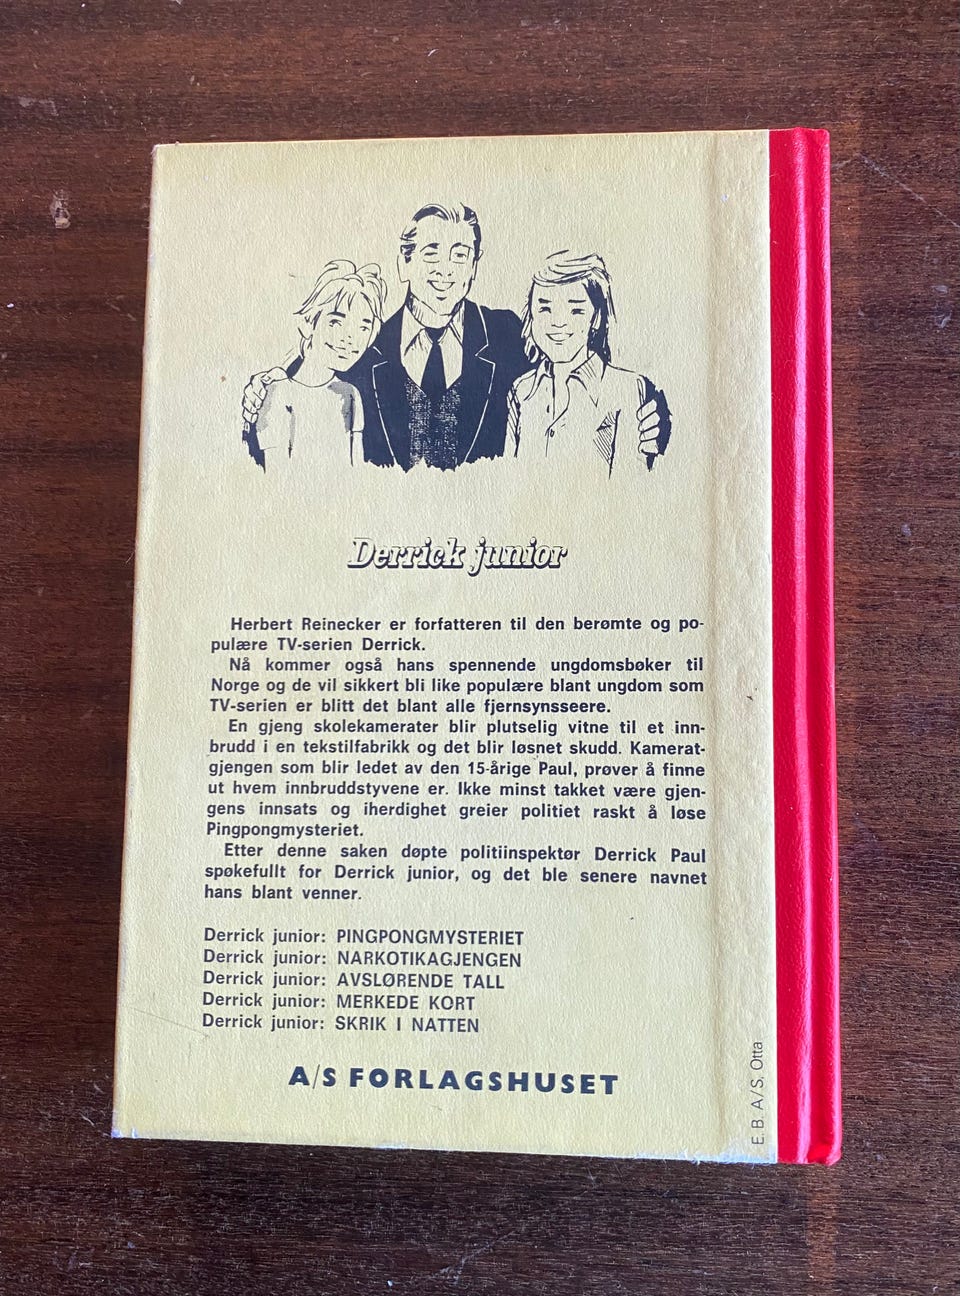 Derrick junior
Herbert Reinecker er forfatteren til den berømte og po-
pulære TV-serien Derrick.
Nå kommer også hans spennende ungdomsbøker til
Norge og de vil sikkert bli like populære blant ungdom som
TV-serien er blitt det blant alle fjernsynsseere.
En gjeng skolekamerater blir plutselig vitne til et inn-
brudd i en tekstilfabrikk og det blir løsnet skudd. Kamerat-
gjengen som blir ledet av den 15-årige Paul, prøver å finne
ut hvem innbruddstyvene er. Ikke minst takket være gjen-
gens innsats og iherdighet greier politiet raskt å løse
Pingpongmysteriet.
Etter denne saken døpte politiinspektør Derrick Paul
spøkefullt for Derrick junior, og det ble senere navnet
hans blant venner.
Derrick junior: PINGPONGMYSTERIET
Derrick junior: NARKOTIKAGJENGEN
Derrick junior: AVSLØRENDE TALL
Derrick junior: MERKEDE KORT
Derrick junior: SKRIK I NATTEN
A/S FORLAGSHUSET
E. B. A/S. Otta